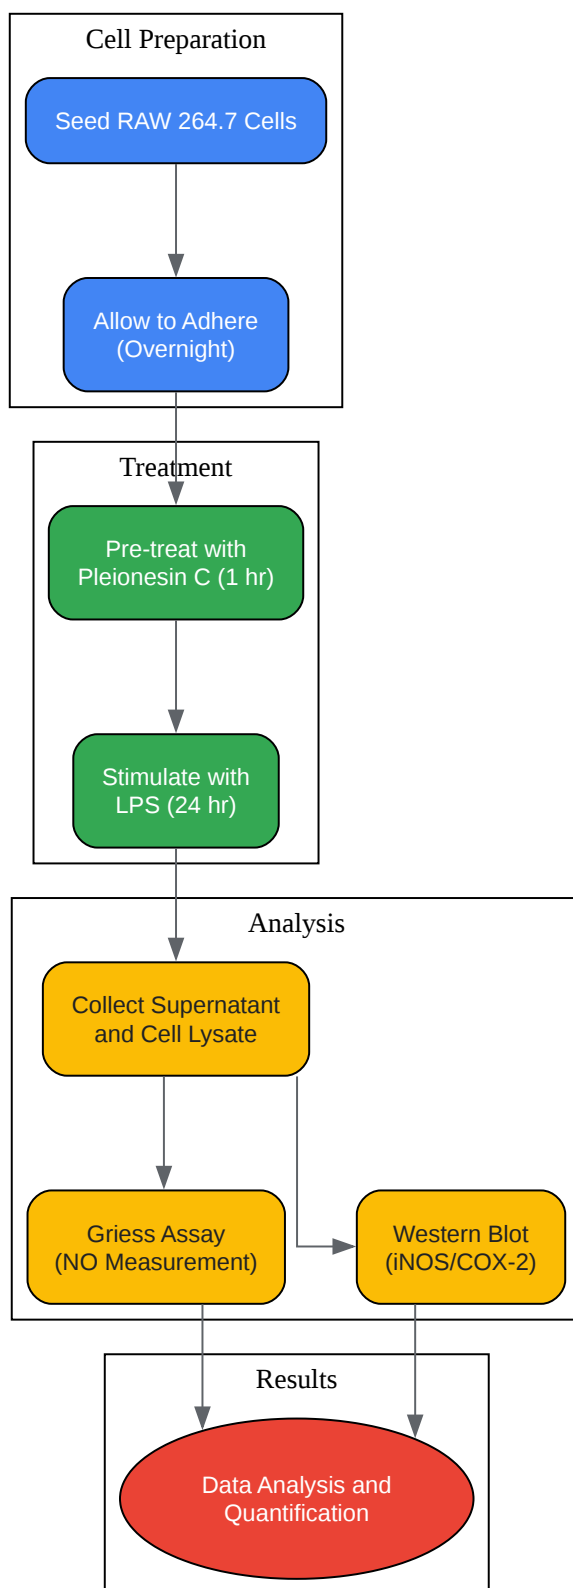 Cell Preparation
Seed RAW 264.7 Cells
Allow to Adhere
(Overnight)
Treatment
Pre-treat with
Pleionesin C (1 hr)
Stimulate with
LPS (24 hr)
Analysis
Collect Supernatant
and Cell Lysate
Griess Assay
(NO Measurement)
Western Blot
(iNOS/COX-2)
Results
Data Analysis and
Quantification